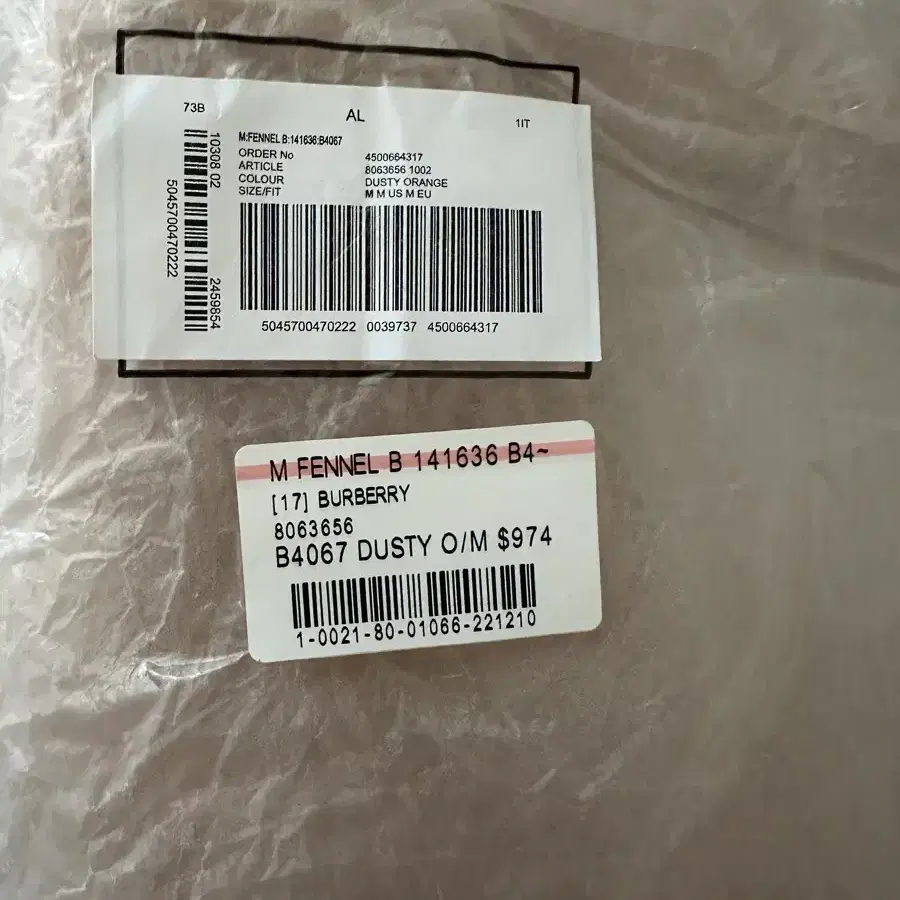 73B
AL
1IT
M:FENNEL B:141636:B4067
ORDER No 4500664317
ARTICLE 8063656 1002
COLOUR DUSTY ORANGE
SIZE/FIT M M US M EU
10308 02 2459854
5045700470222
5045700470222 0039737 4500664317
M FENNEL B 141636 B4~
[17] BURBERRY
8063656
B4067 DUSTY O/M $974
1-0021-80-01066-221210